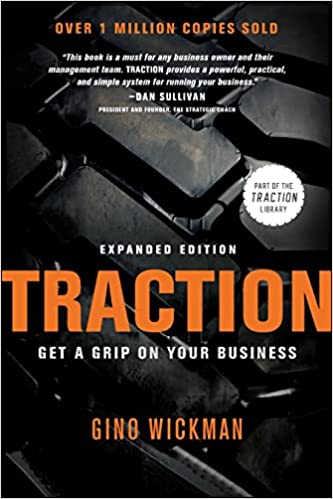 OVER 1 MILLION COPIES SOLD
"This book is a must for any business owner and their
management team. TRACTION provides a powerful, practical,
and simple system for running your business."
—DAN SULLIVAN
PRESIDENT AND FOUNDER, THE STRATEGIC COACH
PART OF THE
TRACTION
LIBRARY
EXPANDED EDITION
TRACTION
GET A GRIP ON YOUR BUSINESS
GINO WICKMAN